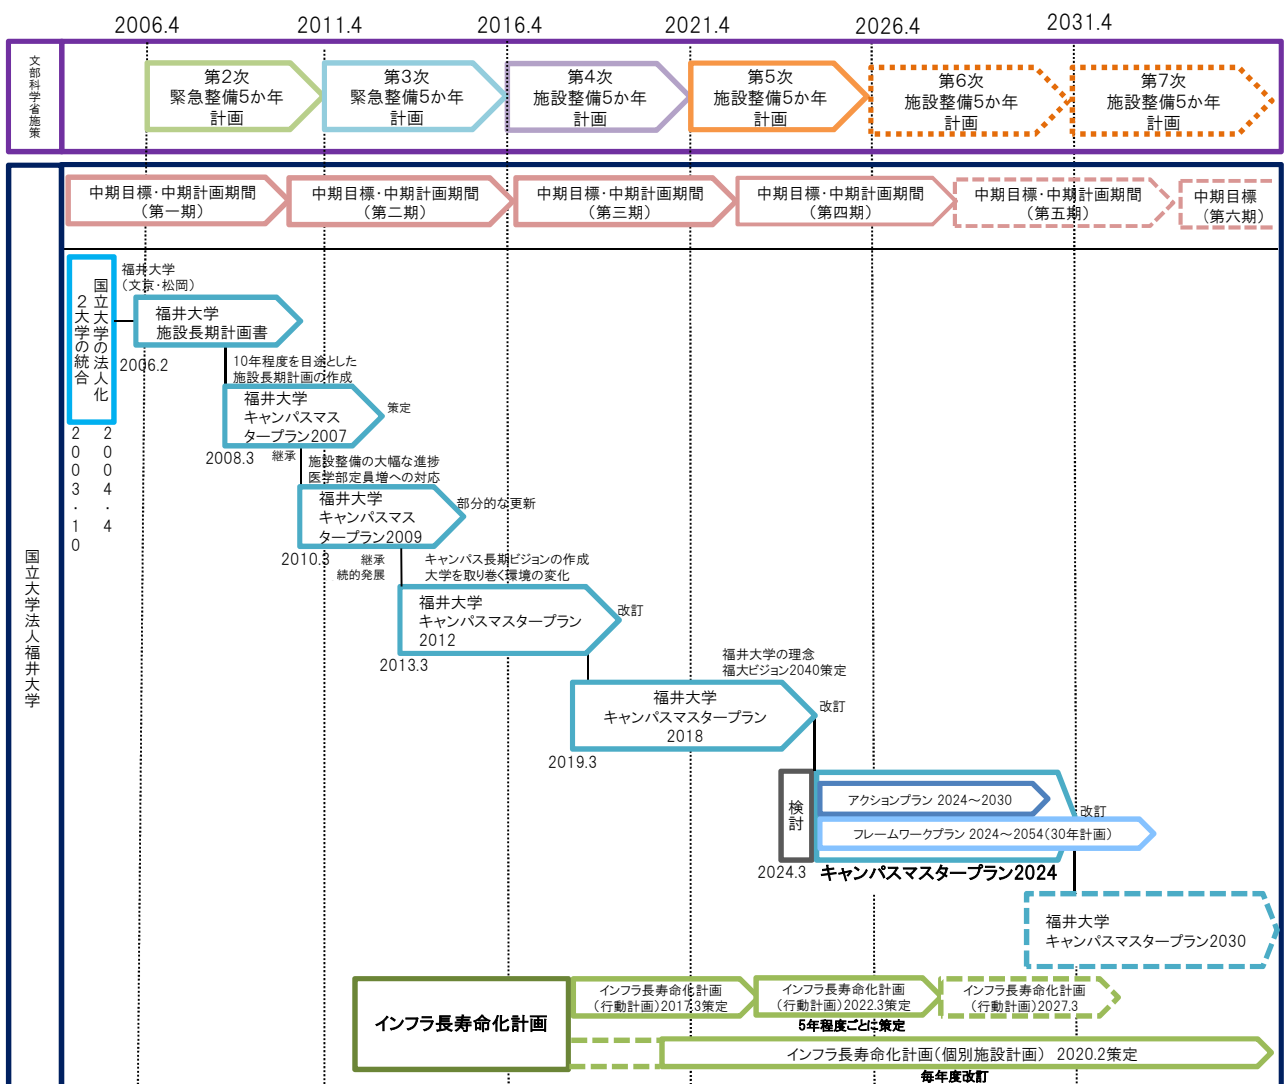 2006.4
2011.4
2016.4
2021.4
2026.4
2031.4
文部科学省施策
第2次
緊急整備5か年
計画
第3次
緊急整備5か年
計画
第4次
施設整備5か年
計画
第5次
施設整備5か年
計画
第6次
施設整備5か年
計画
第7次
施設整備5か年
計画
国立大学法人福井大学
中期目標・中期計画期間
（第一期）
中期目標・中期計画期間
（第二期）
中期目標・中期計画期間
（第三期）
中期目標・中期計画期間
（第四期）
中期目標・中期計画期間
（第五期）
中期目標
（第六期）
国立大学の法人化
２大学の統合
2004・4
2003・10
福井大学
（文京・松岡）
福井大学
施設長期計画書
2006.2
10年程度を目途とした
施設長期計画の作成
福井大学
キャンパスマス
タープラン2007
策定
2008.3
継承
施設整備の大幅な進捗
医学部定員増への対応
福井大学
キャンパスマス
タープラン2009
部分的な更新
2010.3
継承
続的発展
キャンパス長期ビジョンの作成
大学を取り巻く環境の変化
福井大学
キャンパスマスタープラン
2012
改訂
2013.3
福井大学の理念
福大ビジョン2040策定
福井大学
キャンパスマスタープラン
2018
改訂
2019.3
検討
アクションプラン 2024～2030
フレームワークプラン 2024～2054（30年計画）
改訂
2024.3
キャンパスマスタープラン2024
福井大学
キャンパスマスタープラン2030
インフラ長寿命化計画
インフラ長寿命化計画
（行動計画）2017.3策定
インフラ長寿命化計画
（行動計画）2022.3策定
インフラ長寿命化計画
（行動計画）2027.3
5年程度ごとに策定
インフラ長寿命化計画（個別施設計画） 2020.2策定
毎年度改訂